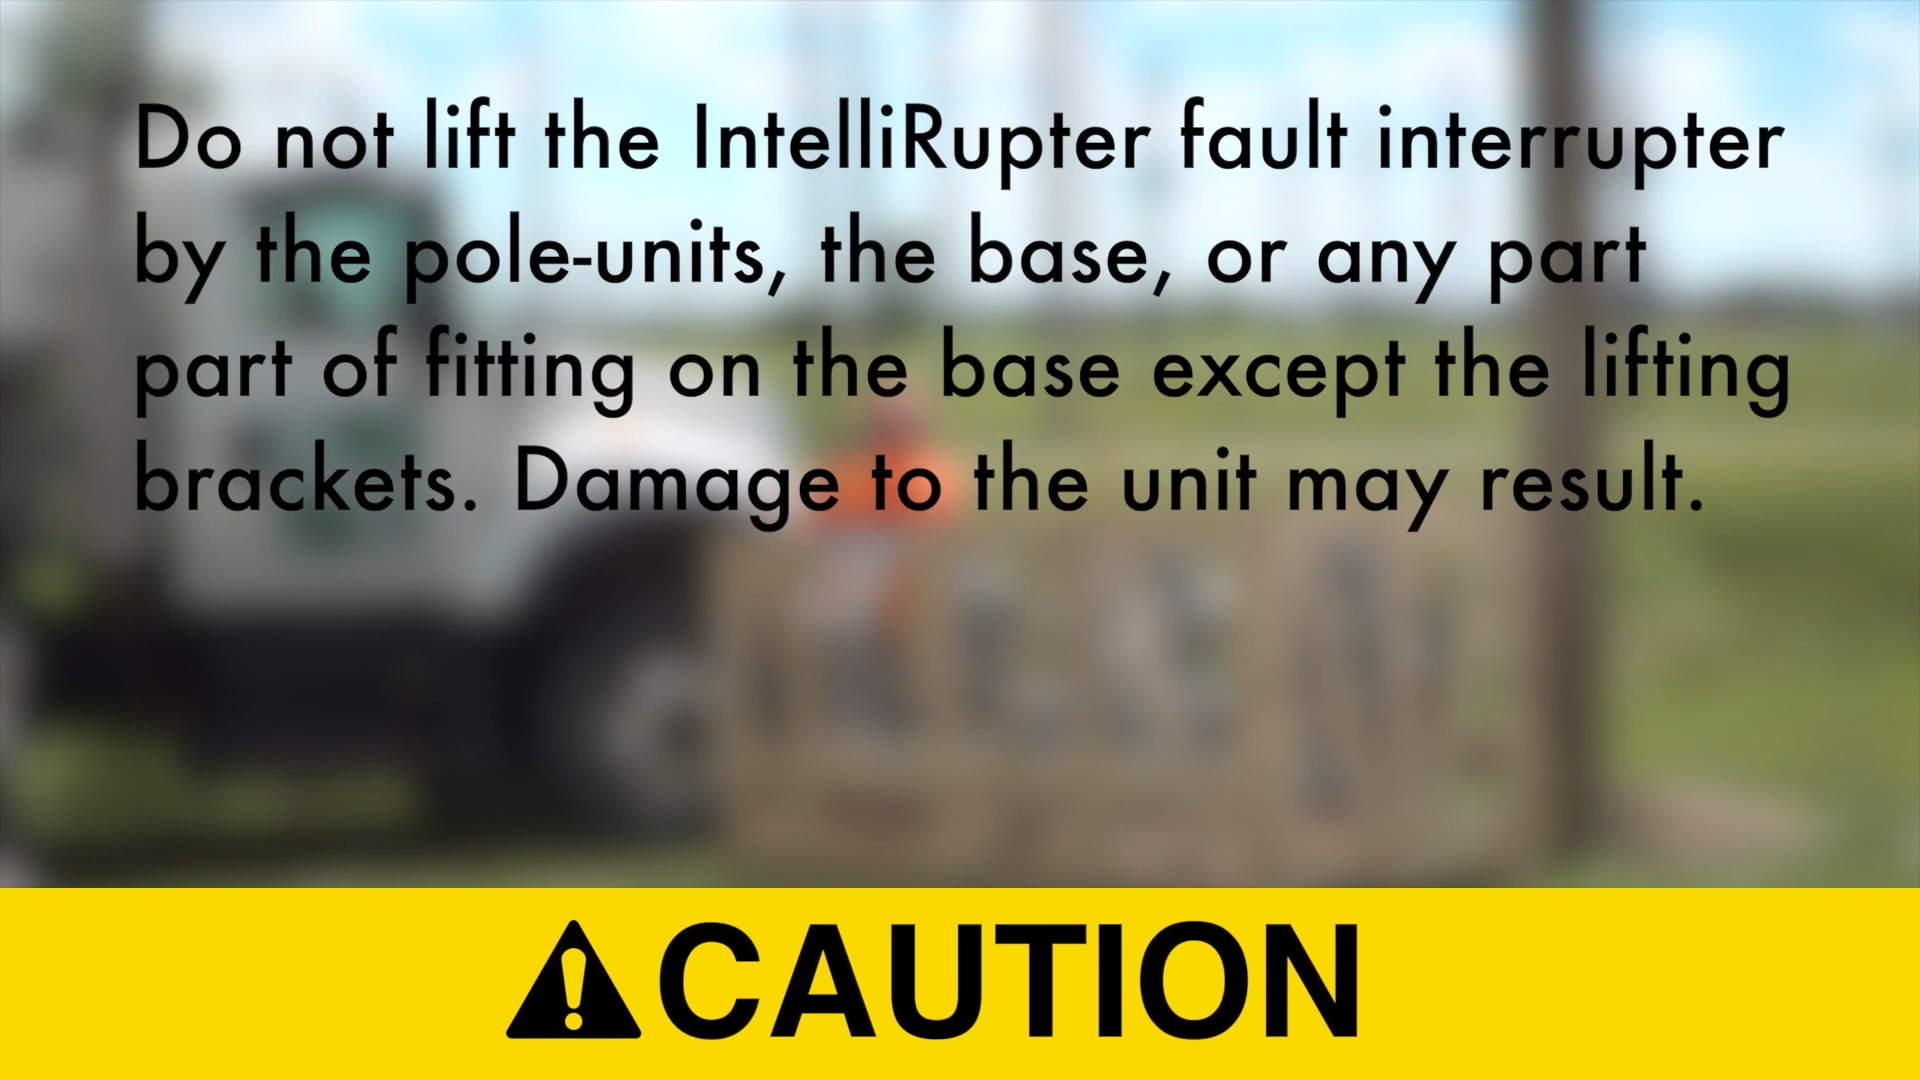 Do not lift the IntelliRupter fault interrupter
by the pole-units, the base, or any part
part of fitting on the base except the lifting
brackets. Damage to the unit may result.
CAUTION